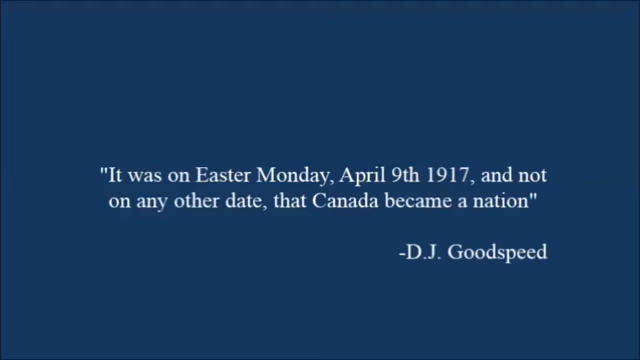 "It was on Easter Monday, April 9th 1917, and not
on any other date, that Canada became a nation"
-D.J. Goodspeed